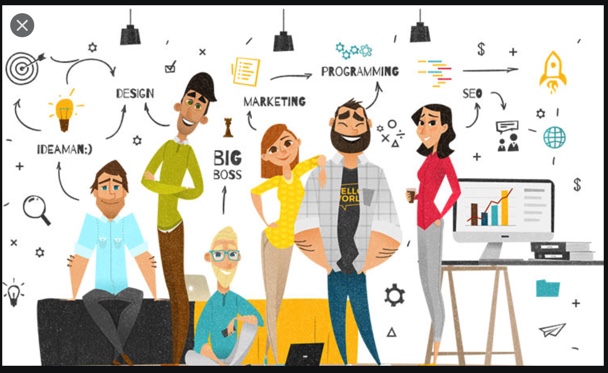 PROGRAMMING
DESIGN
MARKETING
SEO
IDEAMAN:)
BIG
BOSS
HELLO
WORLD
$
$